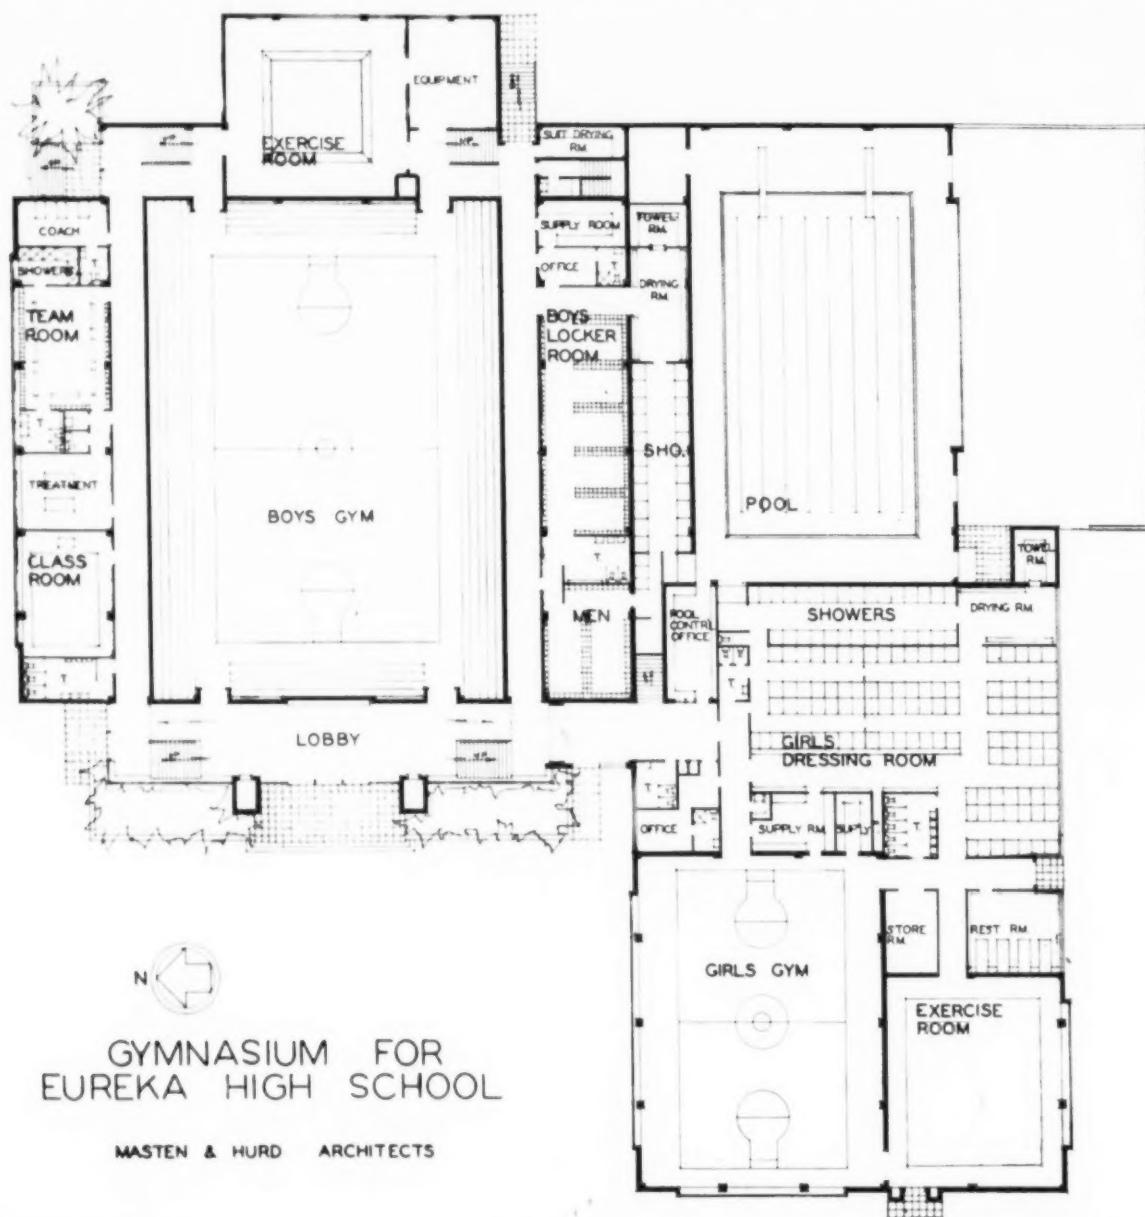 EQUIPMENT
EXERCISE
ROOM
SUIT DRYING
RM.
COACH
SHOWERS
T.
SUPPLY ROOM
TOWEL
RM.
OFFICE
T.
DRYING
RM.
TEAM
ROOM
BOYS
LOCKER
ROOM
T.
SHO.
TREATMENT
BOYS GYM
POOL
CLASS
ROOM
T.
TOWEL
RM.
T.
MEN
POOL
CONTRL
OFFICE
SHOWERS
DRYING RM.
T.
LOBBY
GIRLS
DRESSING ROOM
T.
OFFICE
SUPPLY RM.
SUPPLY
T.
STORE
RM.
REST RM.
GIRLS GYM
EXERCISE
ROOM
N
GYMNASIUM FOR
EUREKA HIGH SCHOOL
MASTEN & HURD ARCHITECTS